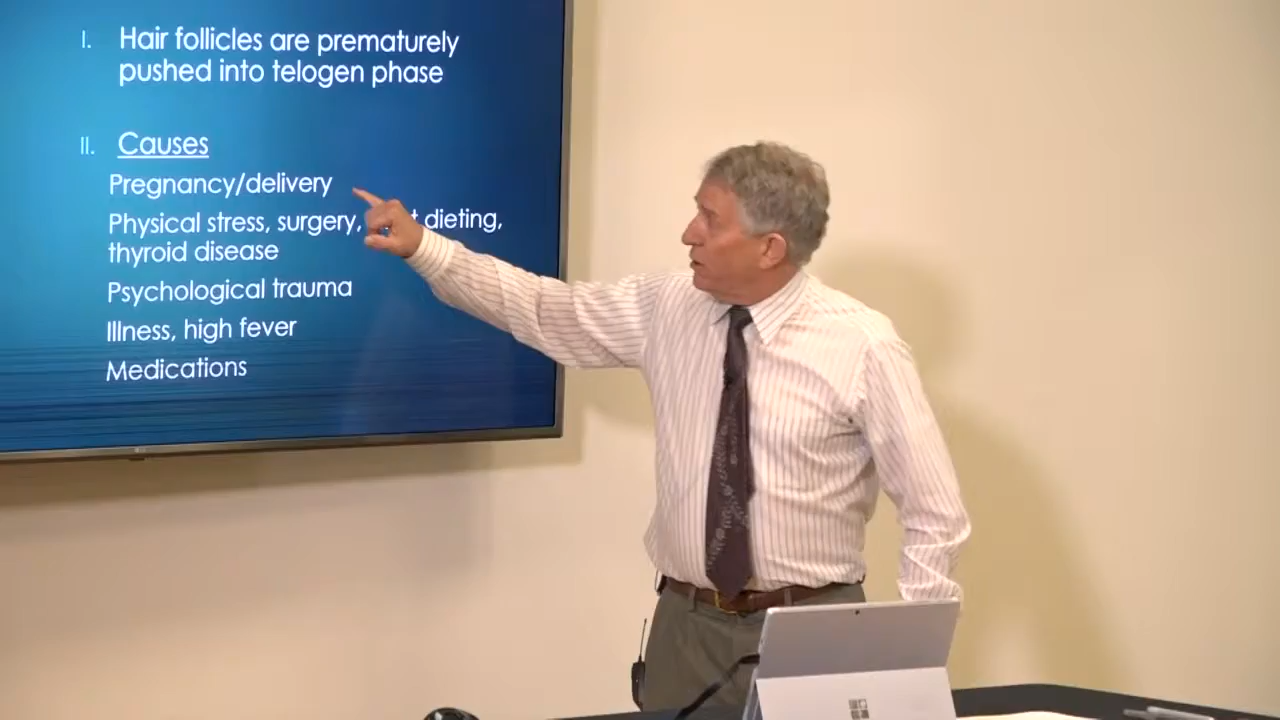 I. Hair follicles are prematurely
pushed into telogen phase
II. Causes
Pregnancy/delivery
Physical stress, surgery, dieting,
thyroid disease
Psychological trauma
Illness, high fever
Medications